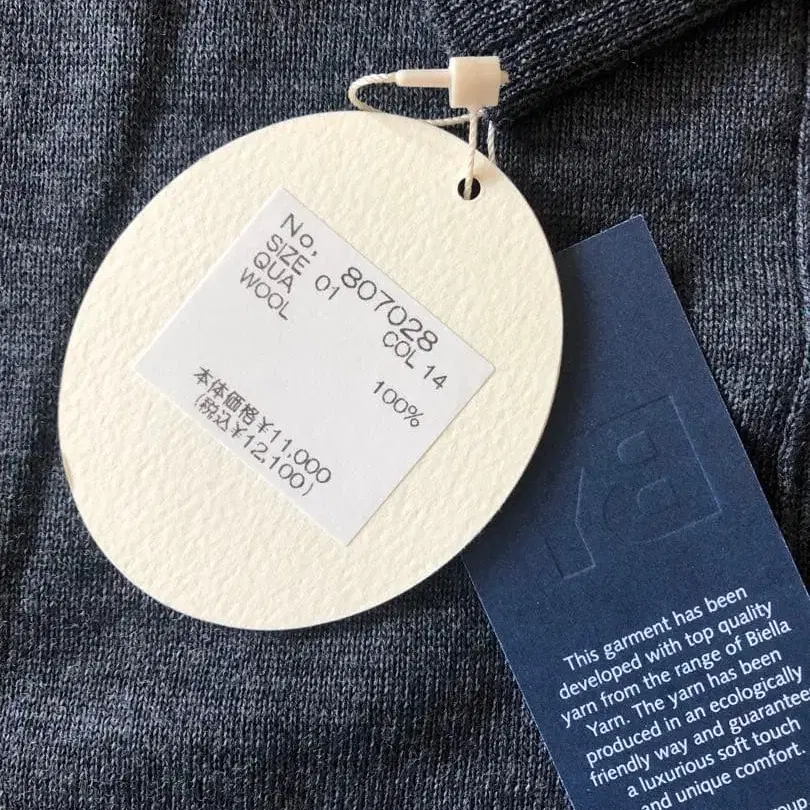 No. 807028
SIZE 01 COL 14
QUA
WOOL 100%
本体価格¥11,000
(税込¥12,100)
BY
This garment has been
developed with top quality
yarn from the range of Biella
Yarn. The yarn has been
produced in an ecologically
friendly way and guarantee
a luxurious soft touch
and unique comfort.